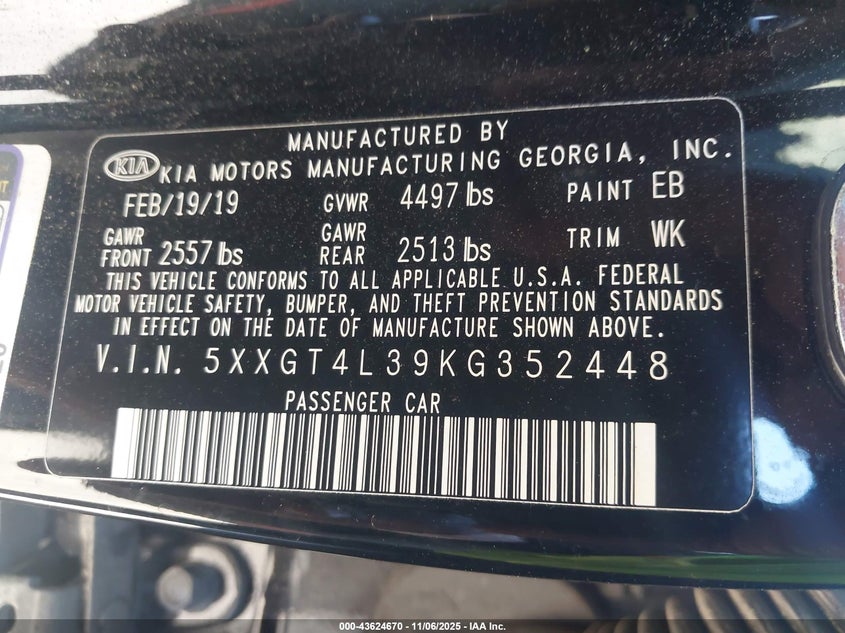 MANUFACTURED BY
KIA KIA MOTORS MANUFACTURING GEORGIA, INC.
FEB/19/19 GVWR 4497 lbs PAINT EB
GAWR FRONT 2557 lbs GAWR REAR 2513 lbs TRIM WK
THIS VEHICLE CONFORMS TO ALL APPLICABLE U.S.A. FEDERAL
MOTOR VEHICLE SAFETY, BUMPER, AND THEFT PREVENTION STANDARDS
IN EFFECT ON THE DATE OF MANUFACTURE SHOWN ABOVE.
V.I.N. 5XXGT4L39KG352448
PASSENGER CAR
000-43624670 - 11/06/2025 - IAA Inc.